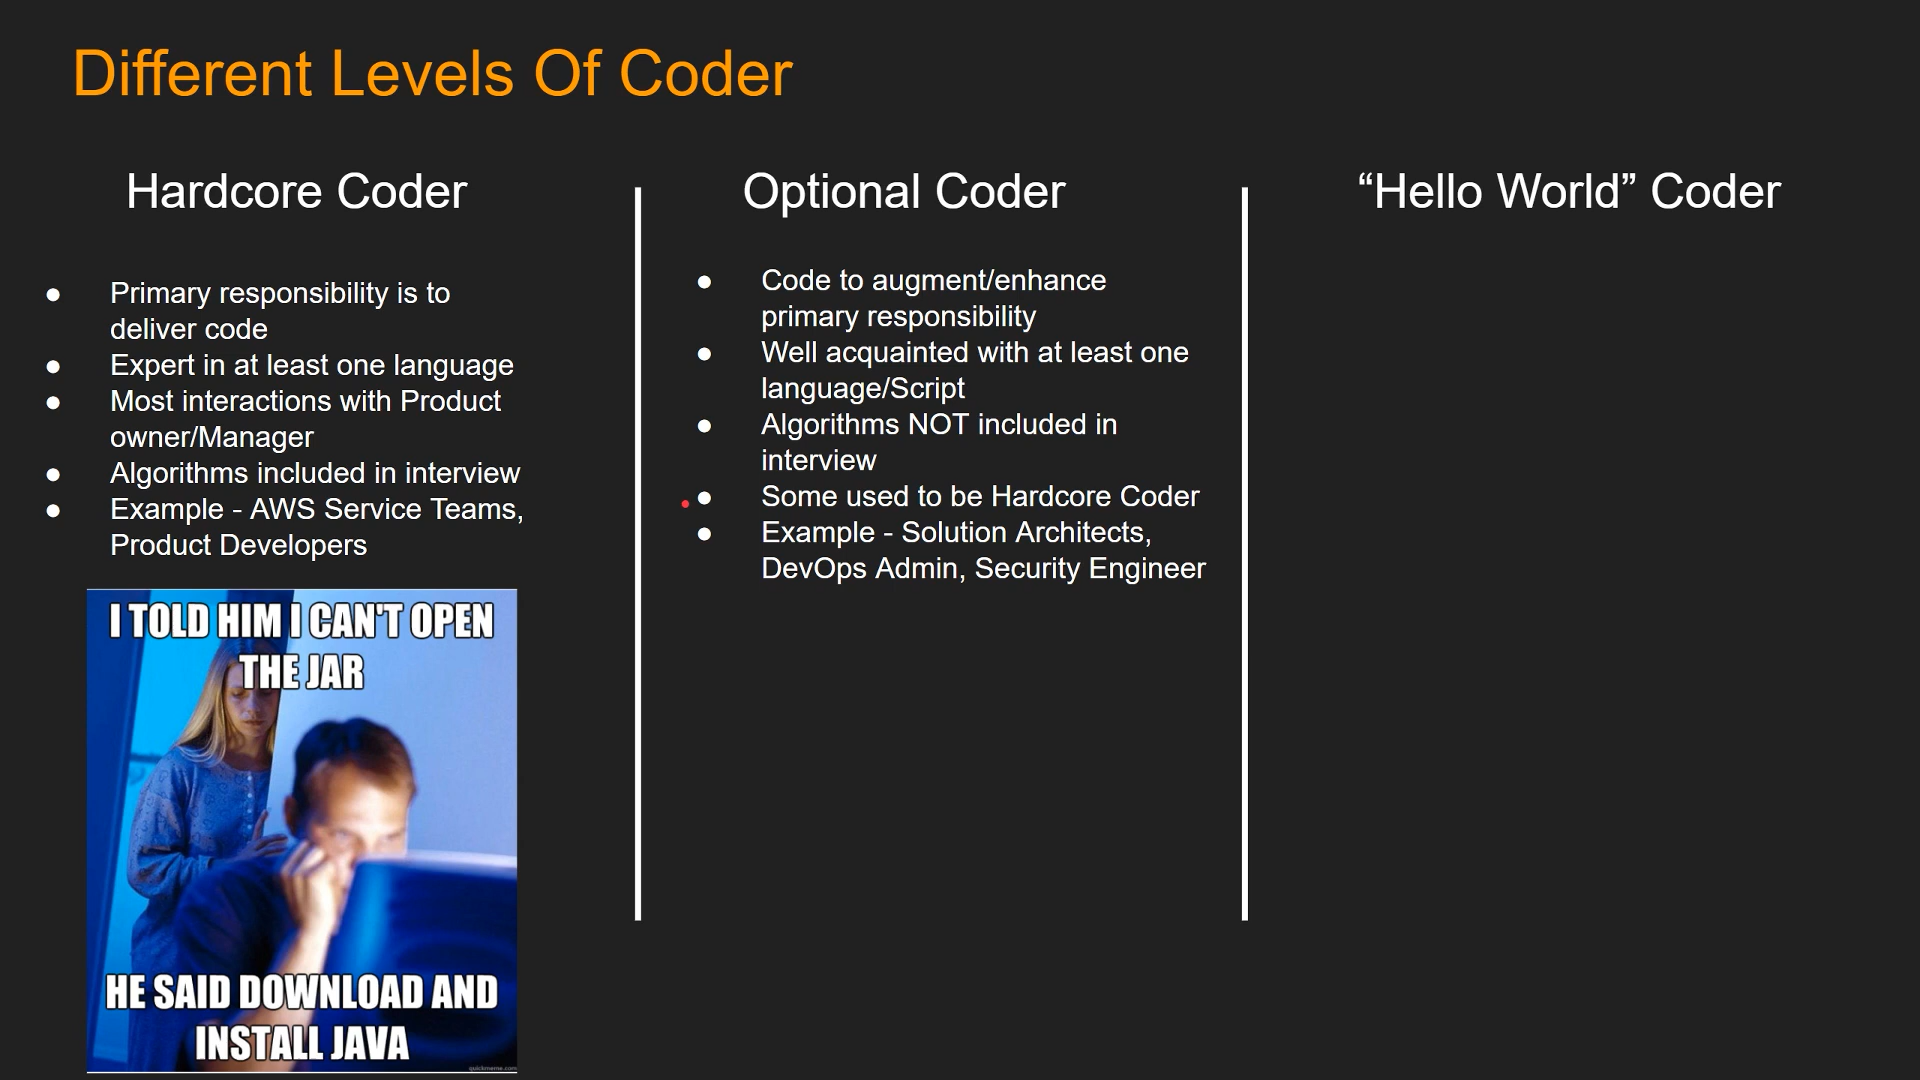 Different Levels Of Coder
Hardcore Coder
● Primary responsibility is to
deliver code
● Expert in at least one language
● Most interactions with Product
owner/Manager
● Algorithms included in interview
● Example - AWS Service Teams,
Product Developers
I TOLD HIM I CAN'T OPEN
THE JAR
HE SAID DOWNLOAD AND
INSTALL JAVA
quickmeme.com
Optional Coder
● Code to augment/enhance
primary responsibility
● Well acquainted with at least one
language/Script
● Algorithms NOT included in
interview
● Some used to be Hardcore Coder
● Example - Solution Architects,
DevOps Admin, Security Engineer
“Hello World” Coder